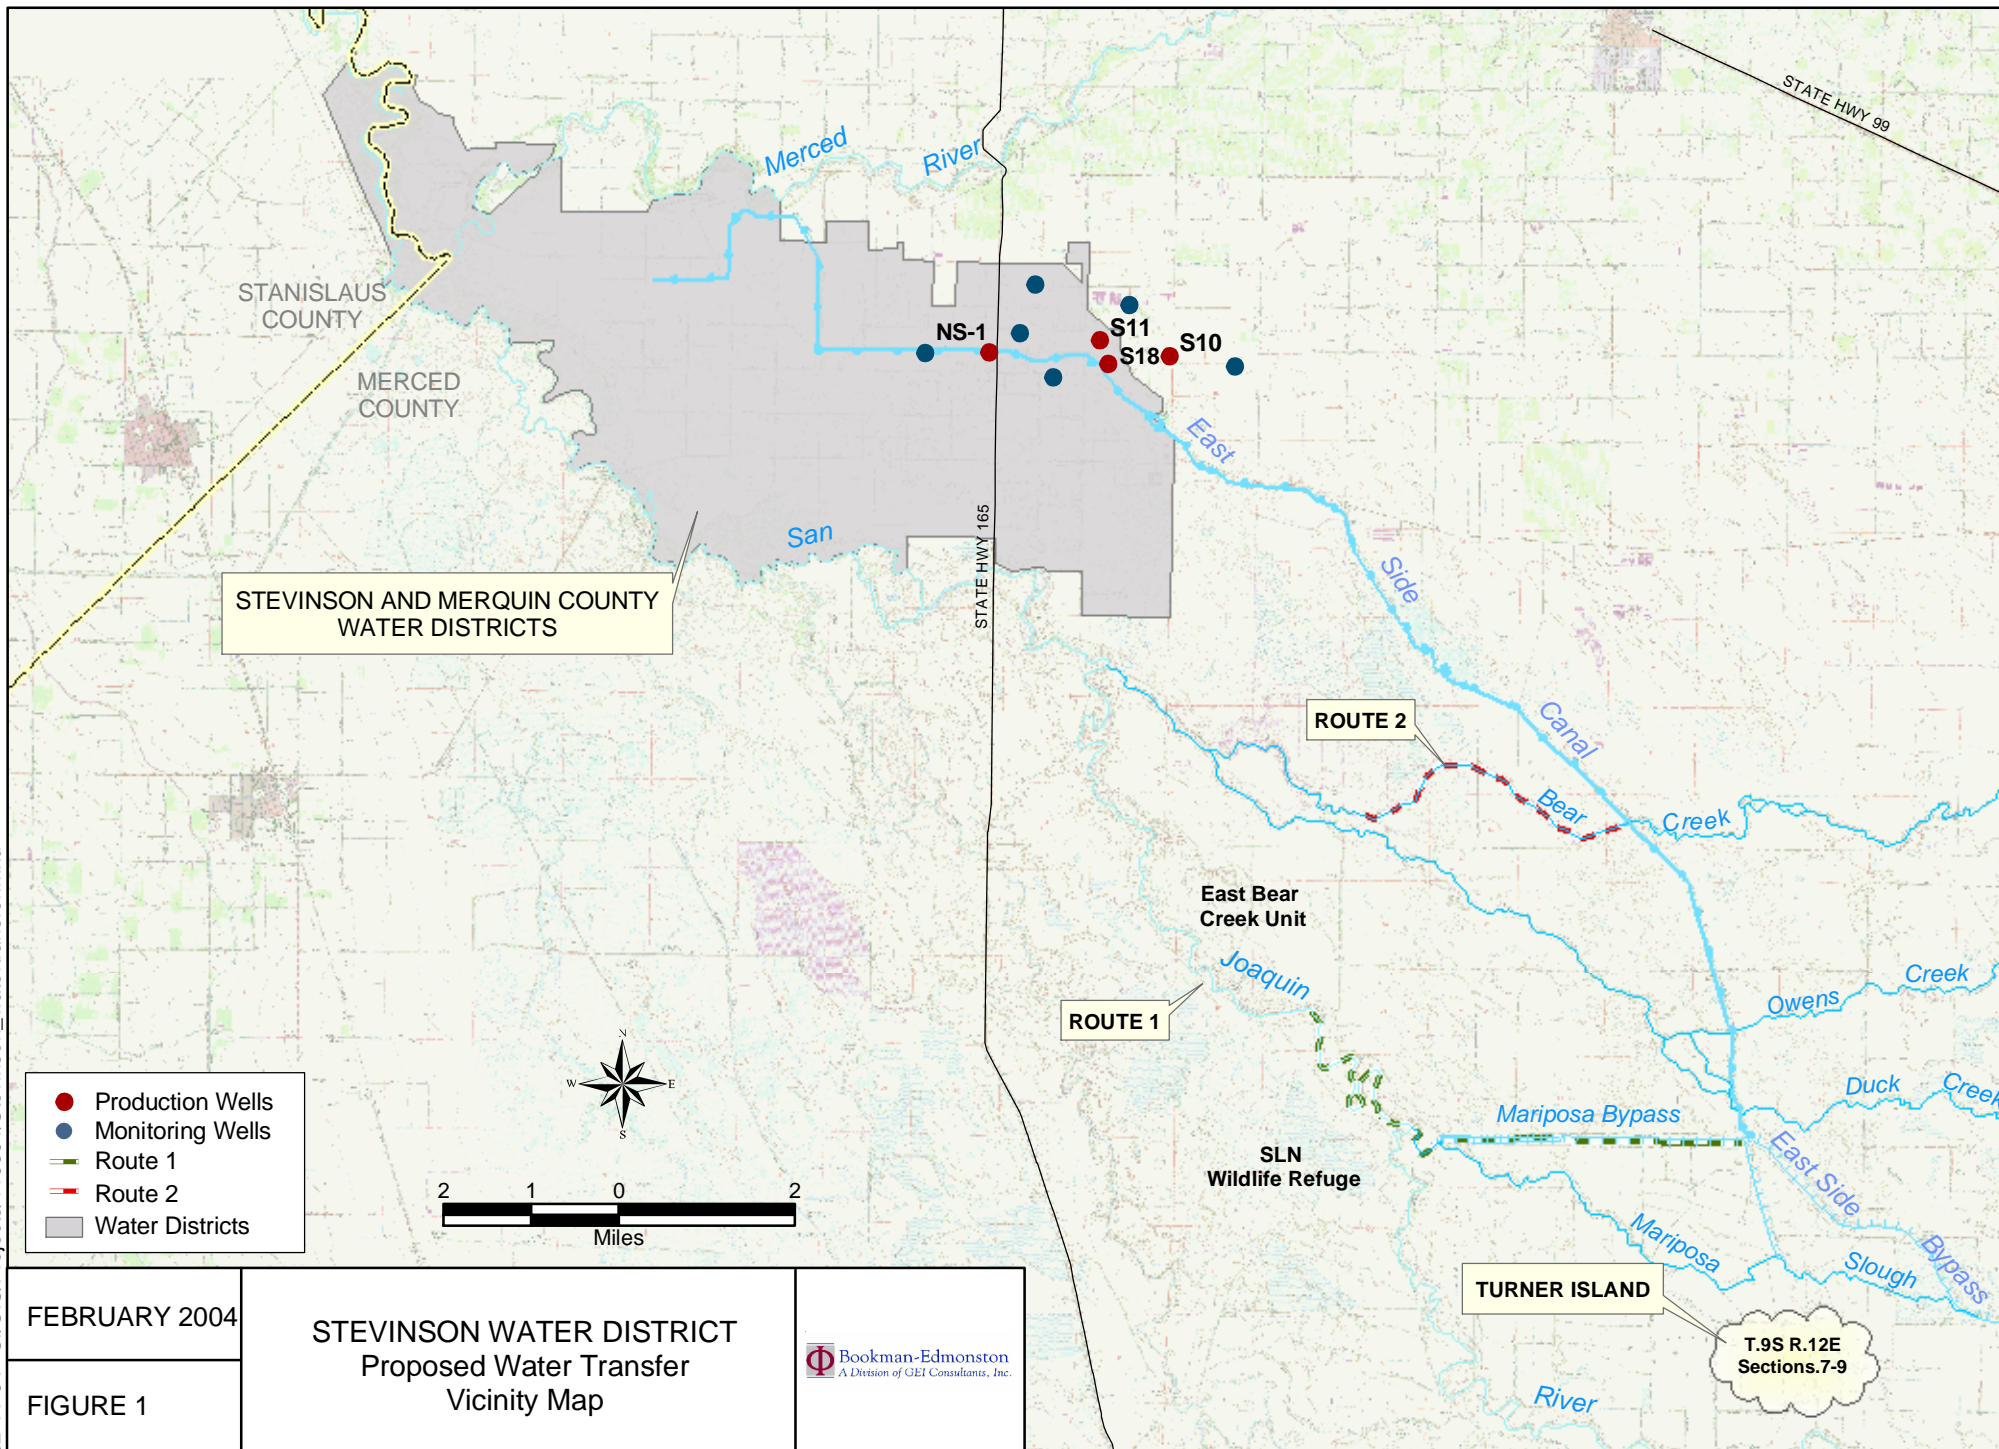 STATE HWY 99
Merced River
STANISLAUS
COUNTY
MERCED
COUNTY
NS-1
S11
S18
S10
East Side Canal
San
STATE HWY 165
STEVINSON AND MERQUIN COUNTY
WATER DISTRICTS
ROUTE 2
Bear Creek
East Bear
Creek Unit
Joaquin
ROUTE 1
Owens Creek
Duck Creek
Mariposa Bypass
SLN
Wildlife Refuge
East Side Bypass
Mariposa Slough
TURNER ISLAND
T.9S R.12E
Sections.7-9
River
N
W
E
S
Production Wells
Monitoring Wells
Route 1
Route 2
Water Districts
2 1 0 2
Miles
FEBRUARY 2004
FIGURE 1
STEVINSON WATER DISTRICT
Proposed Water Transfer
Vicinity Map
Bookman-Edmonston
A Division of GEI Consultants, Inc.